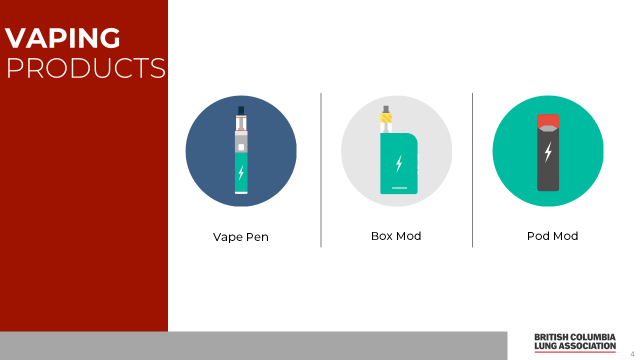 VAPING
PRODUCTS
Vape Pen
Box Mod
Pod Mod
BRITISH COLUMBIA
LUNG ASSOCIATION
4